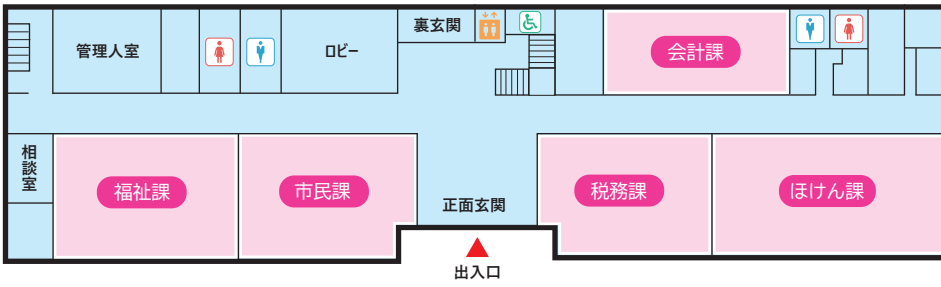 裏玄関
管理人室
ロビー
会計課
相談室
福祉課
市民課
正面玄関
税務課
ほけん課
出入口